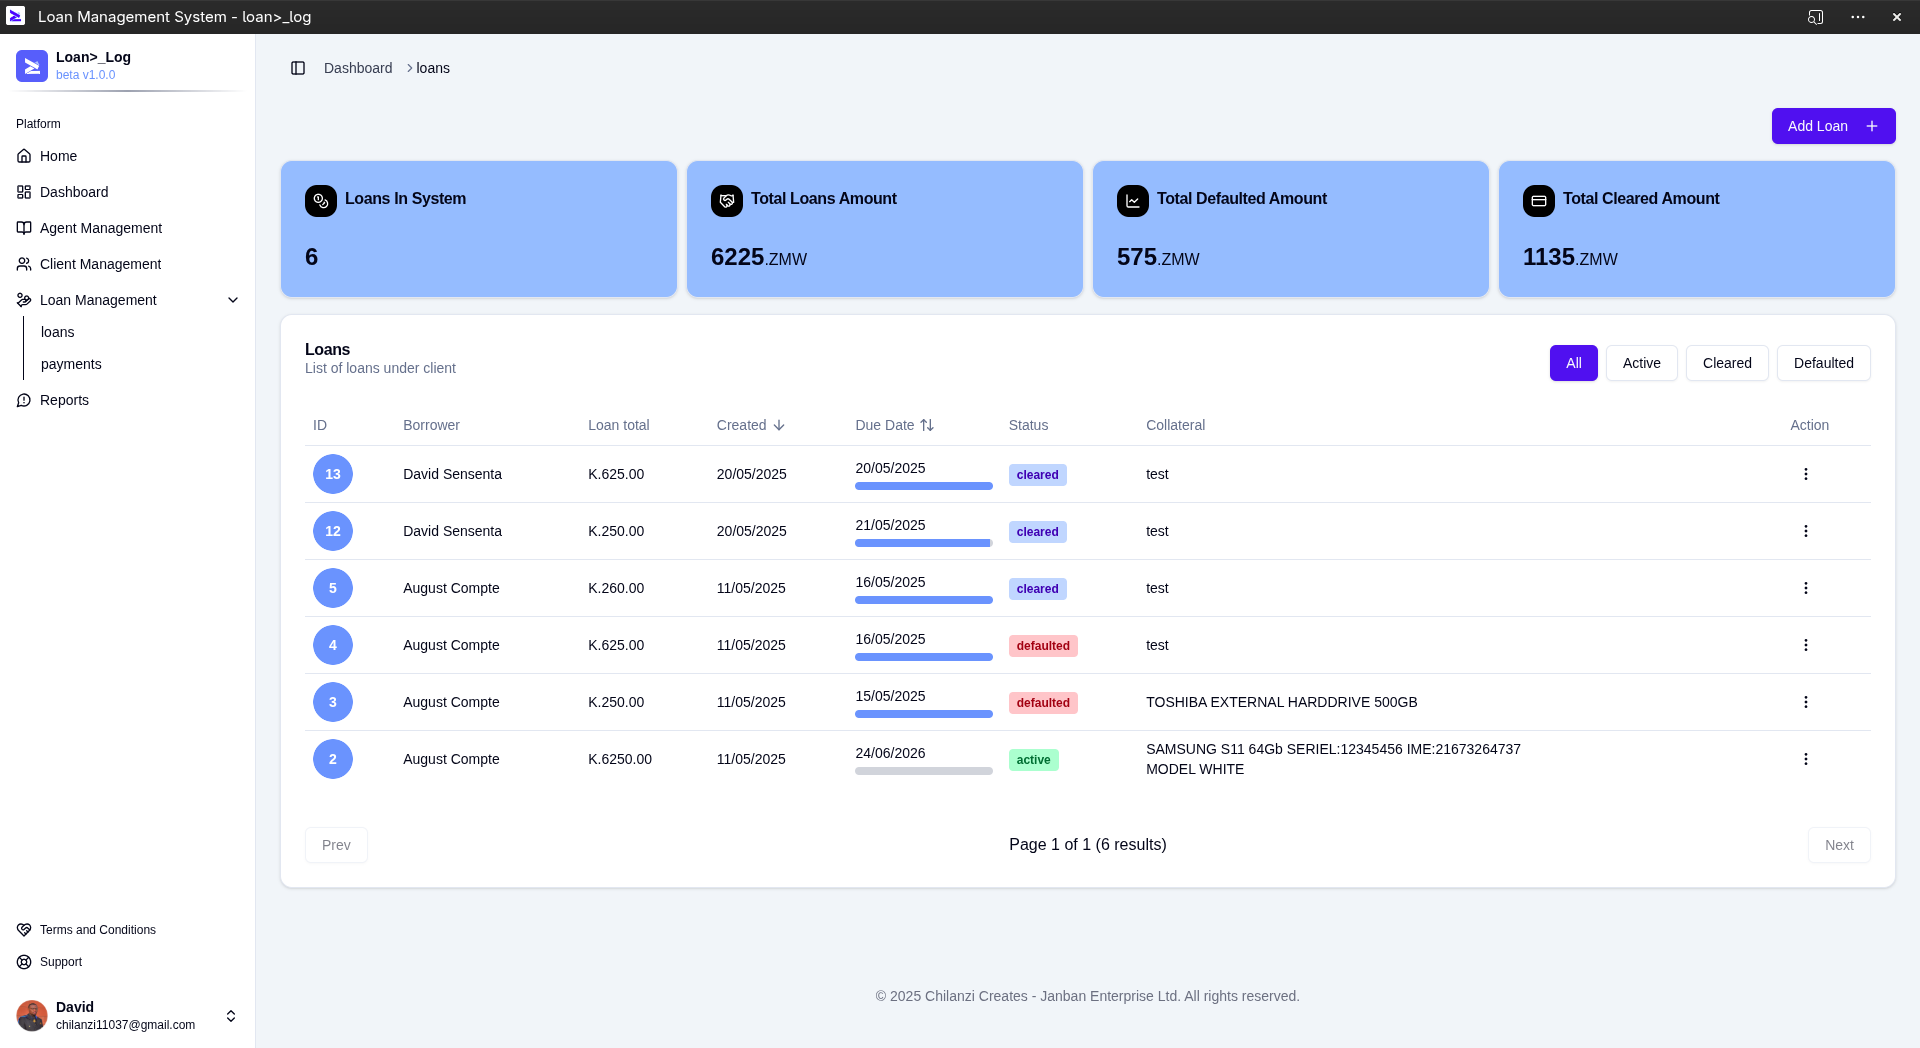 Loan Management System - loan>_log
Loan>_Log
beta v1.0.0
Platform
Home
Dashboard
Agent Management
Client Management
Loan Management
loans
payments
Reports
Terms and Conditions
Support
David
chilanzi11037@gmail.com
Dashboard > loans
Add Loan +
Loans In System
6
Total Loans Amount
6225.ZMW
Total Defaulted Amount
575.ZMW
Total Cleared Amount
1135.ZMW
Loans
List of loans under client
All Active Cleared Defaulted
ID Borrower Loan total Created Due Date Status Collateral Action
13 David Sensenta K.625.00 20/05/2025 20/05/2025 cleared test
12 David Sensenta K.250.00 20/05/2025 21/05/2025 cleared test
5 August Compte K.260.00 11/05/2025 16/05/2025 cleared test
4 August Compte K.625.00 11/05/2025 16/05/2025 defaulted test
3 August Compte K.250.00 11/05/2025 15/05/2025 defaulted TOSHIBA EXTERNAL HARDDRIVE 500GB
2 August Compte K.6250.00 11/05/2025 24/06/2026 active SAMSUNG S11 64Gb SERIEL:12345456 IME:21673264737
MODEL WHITE
Prev Page 1 of 1 (6 results) Next
© 2025 Chilanzi Creates - Janban Enterprise Ltd. All rights reserved.